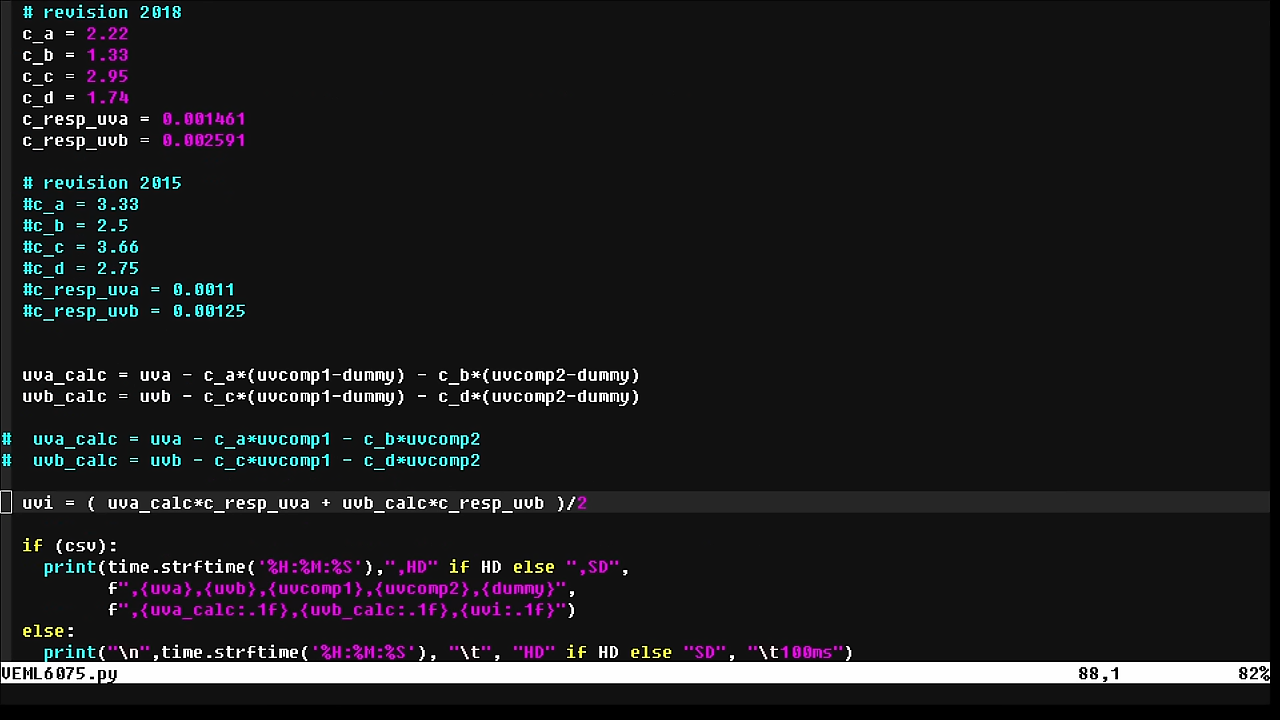 # revision 2018
c_a = 2.22
c_b = 1.33
c_c = 2.95
c_d = 1.74
c_resp_uva = 0.001461
c_resp_uvb = 0.002591
# revision 2015
#c_a = 3.33
#c_b = 2.5
#c_c = 3.66
#c_d = 2.75
#c_resp_uva = 0.0011
#c_resp_uvb = 0.00125
uva_calc = uva - c_a*(uvcomp1-dummy) - c_b*(uvcomp2-dummy)
uvb_calc = uvb - c_c*(uvcomp1-dummy) - c_d*(uvcomp2-dummy)
#  uva_calc = uva - c_a*uvcomp1 - c_b*uvcomp2
#  uvb_calc = uvb - c_c*uvcomp1 - c_d*uvcomp2
uvi = ( uva_calc*c_resp_uva + uvb_calc*c_resp_uvb )/2
if (csv):
  print(time.strftime('%H:%M:%S'),",HD" if HD else ",SD",
        f",{uva},{uvb},{uvcomp1},{uvcomp2},{dummy}",
        f",{uva_calc:.1f},{uvb_calc:.1f},{uvi:.1f}")
else:
  print("\n",time.strftime('%H:%M:%S'), "\t", "HD" if HD else "SD", "\t100ms")
VEML6075.py 88,1 82%